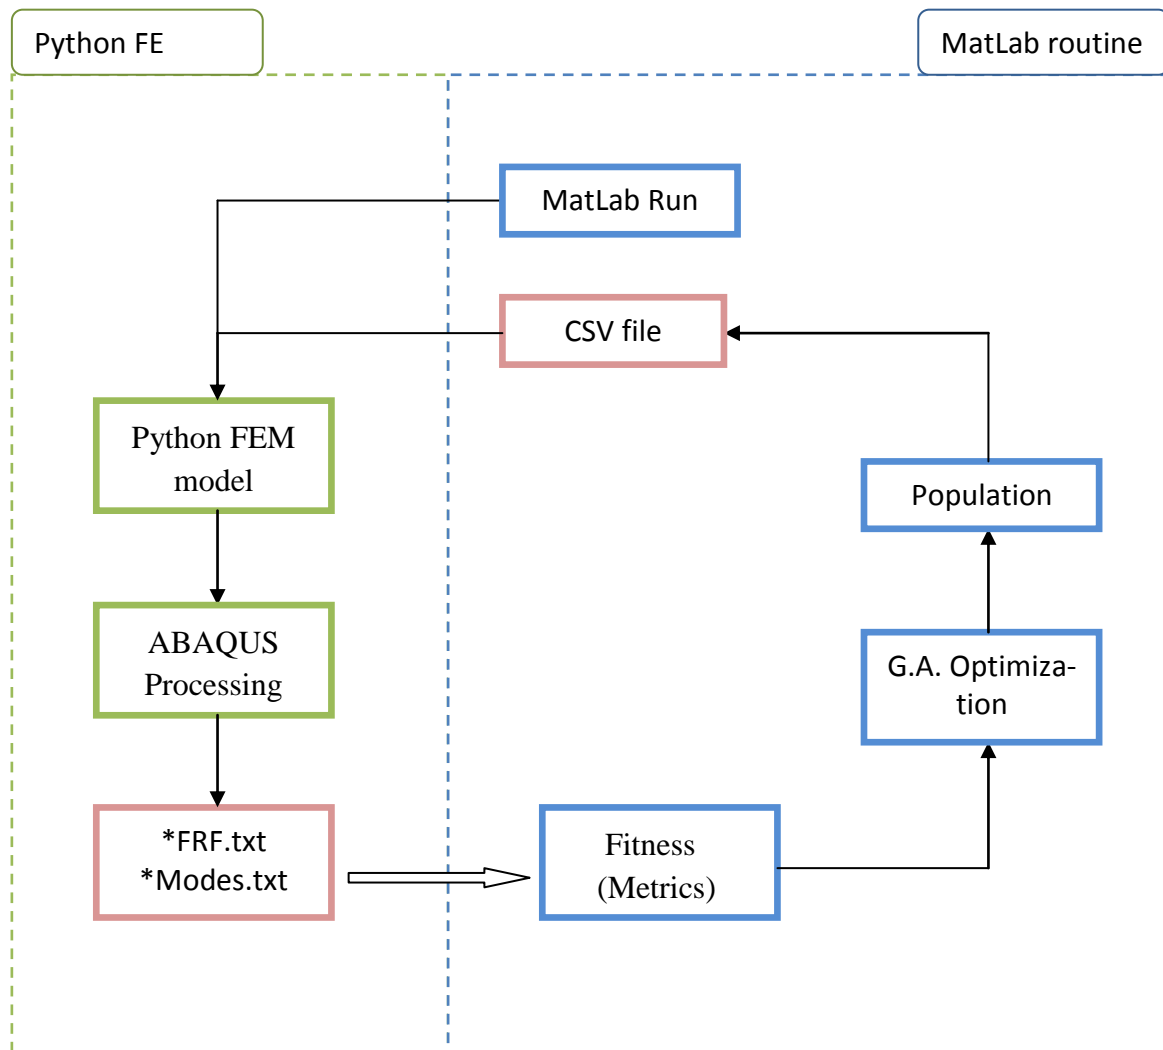 Python FE
MatLab routine
MatLab Run
CSV file
Python FEM
model
Population
ABAQUS
Processing
G.A. Optimiza-
tion
*FRF.txt
*Modes.txt
Fitness
(Metrics)